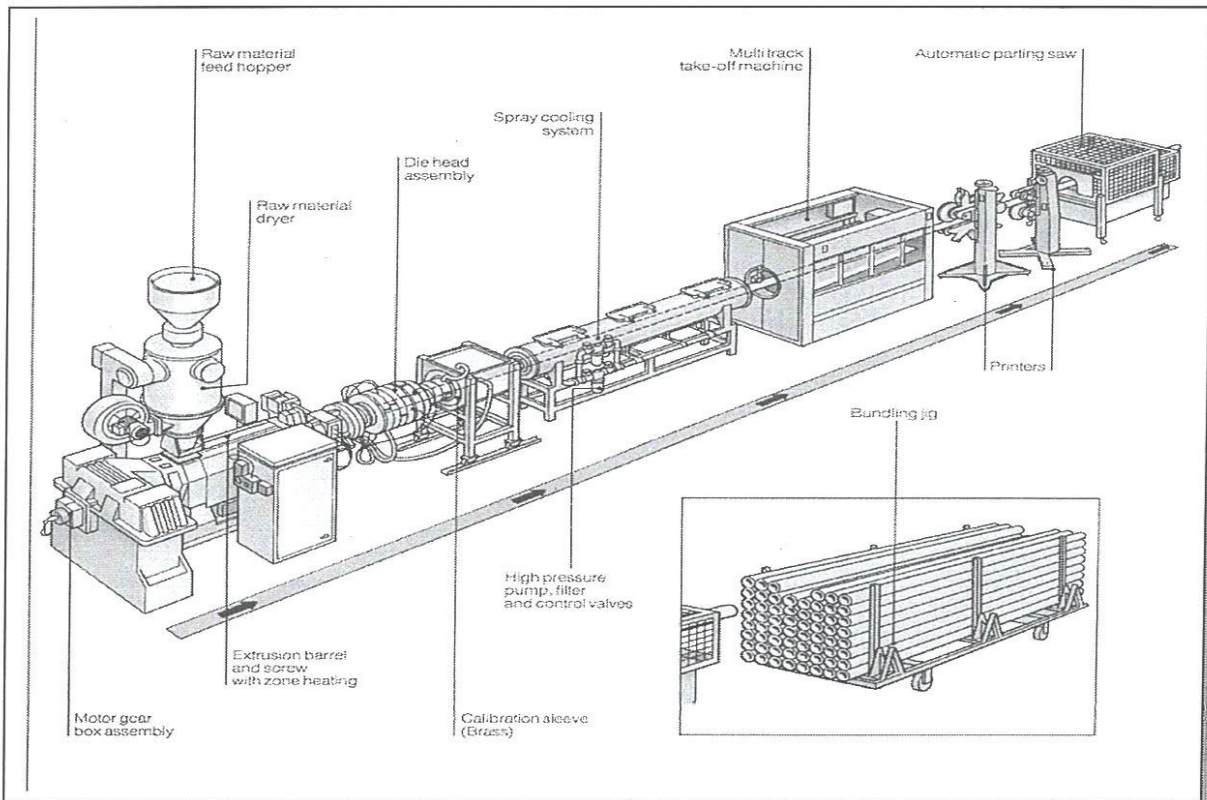 Raw material
feed hopper
Multi track
take-off machine
Automatic parting saw
Spray cooling
system
Die head
assembly
Raw material
dryer
Printers
Bundling jig
High pressure
pump, filter
and control valves
Extrusion barrel
and screw
with zone heating
Motor gear
box assembly
Calibration sleeve
(Brass)